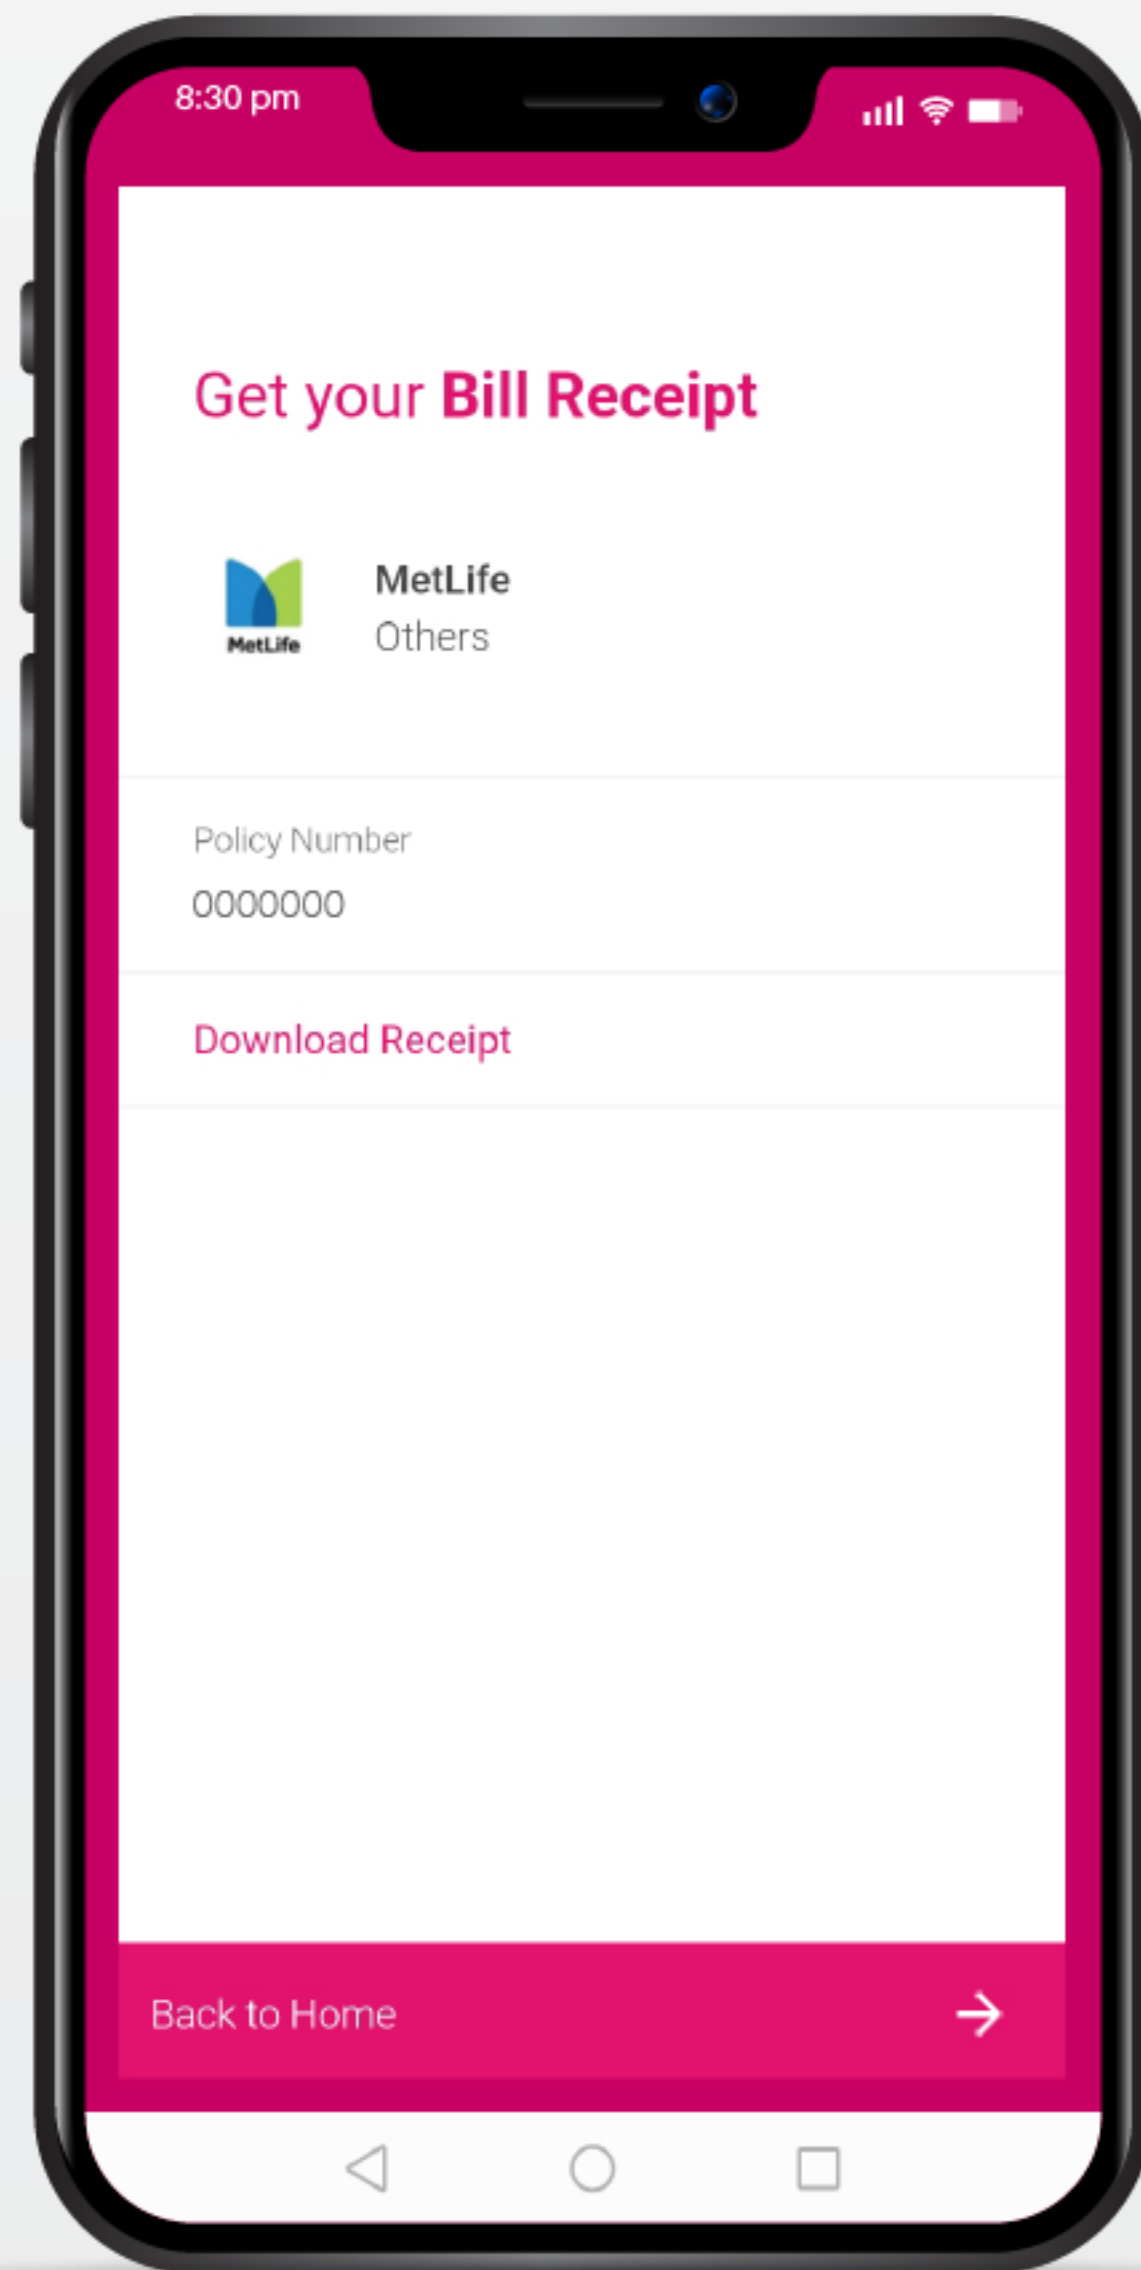 8:30 pm
Get your Bill Receipt
MetLife
MetLife
Others
Policy Number
0000000
Download Receipt
Back to Home